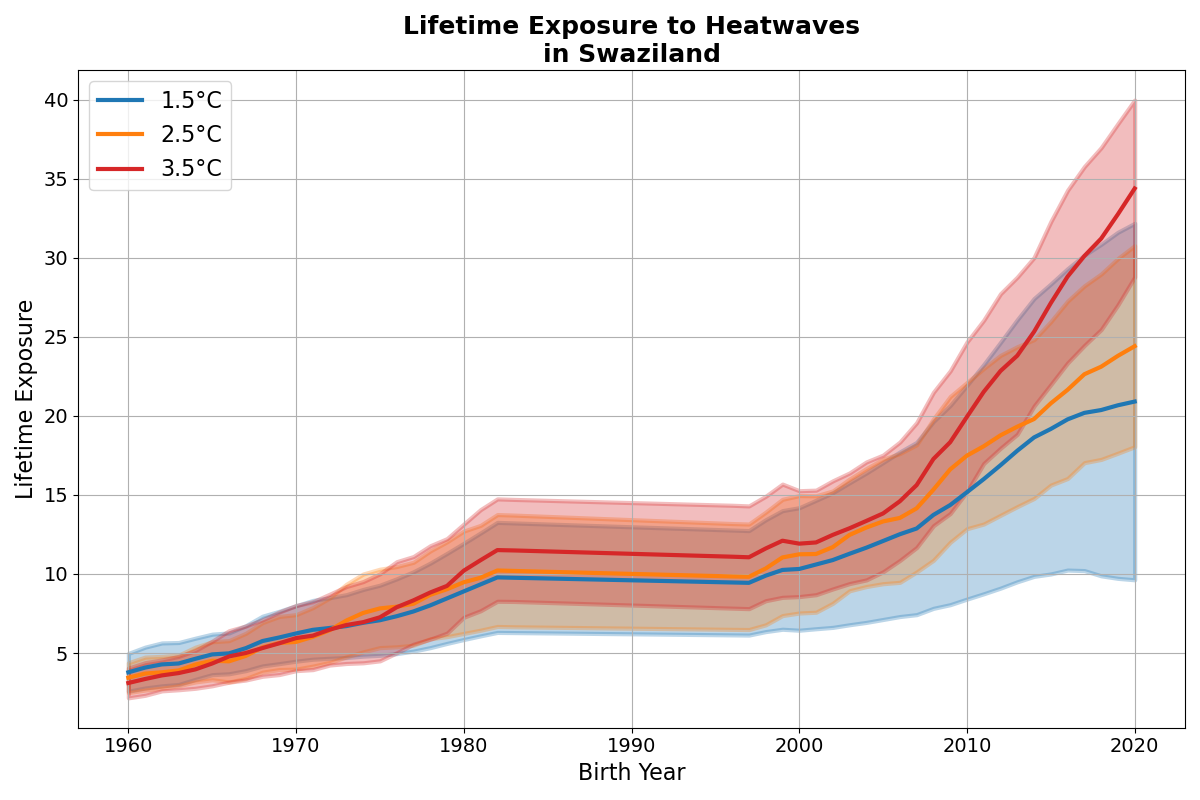 Lifetime Exposure to Heatwaves
in Swaziland
1.5°C
2.5°C
3.5°C
40
35
30
25
20
15
10
5
Lifetime Exposure
1960
1970
1980
1990
2000
2010
2020
Birth Year